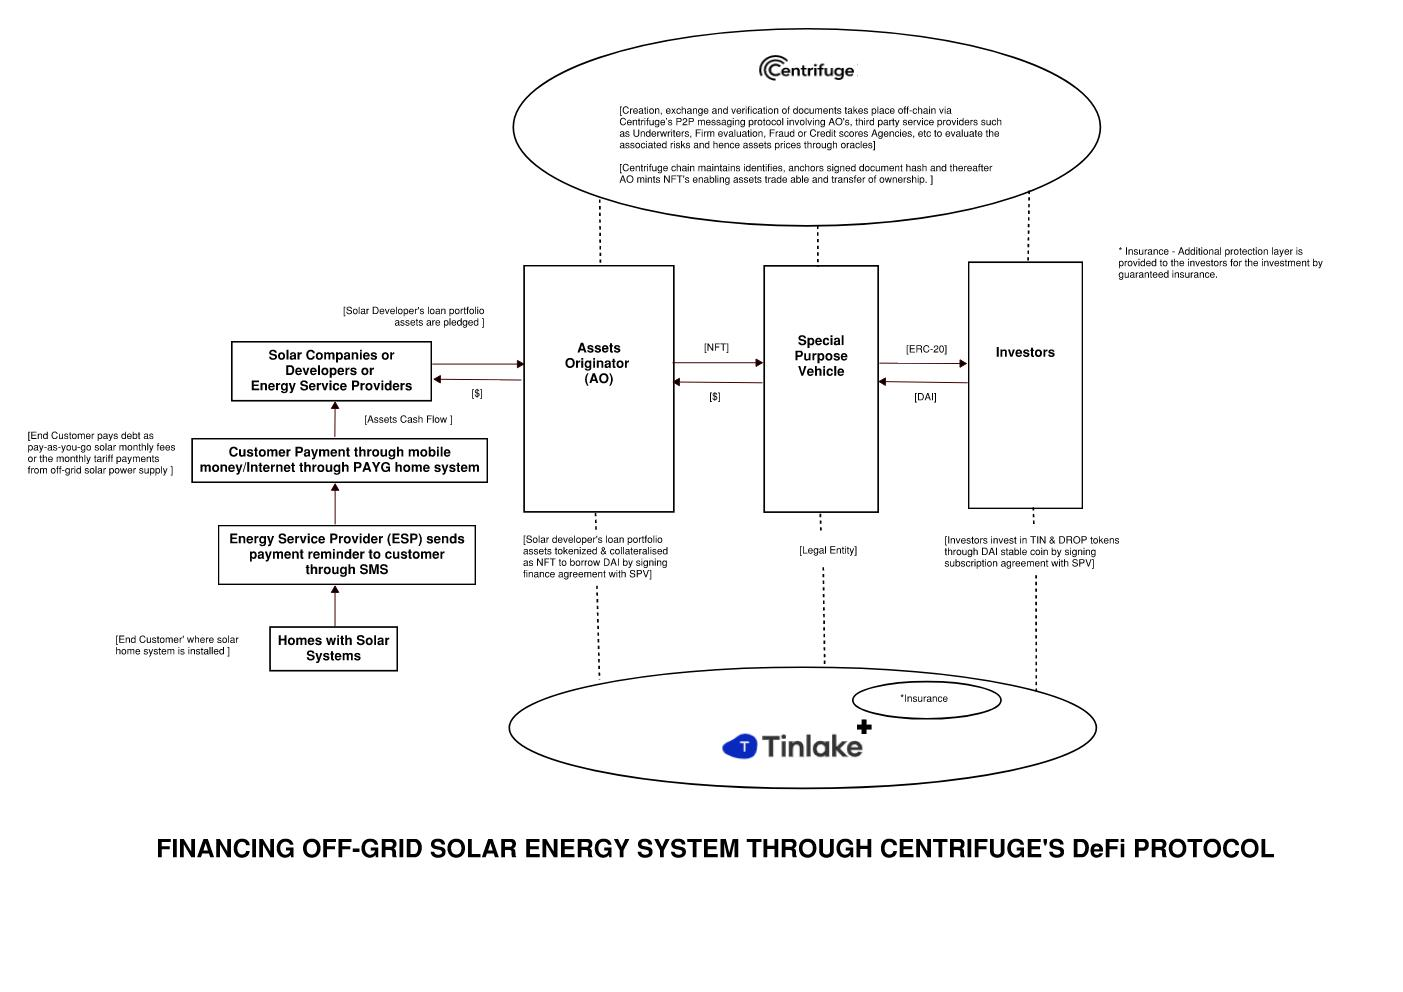 Centrifuge
[Creation, exchange and verification of documents takes place off-chain via
Centrifuge's P2P messaging protocol involving AO's, third party service providers such
as Underwriters, Firm evaluation, Fraud or Credit scores Agencies, etc to evaluate the
associated risks and hence assets prices through oracles]
[Centrifuge chain maintains identifies, anchors signed document hash and thereafter
AO mints NFT's enabling assets trade able and transfer of ownership. ]
* Insurance - Additional protection layer is
provided to the investors for the investment by
guaranteed insurance.
[Solar Developer's loan portfolio
assets are pledged ]
Solar Companies or
Developers or
Energy Service Providers
[$]
Assets
Originator
(AO)
[NFT]
[$]
Special
Purpose
Vehicle
[ERC-20]
[DAI]
Investors
[Assets Cash Flow ]
[End Customer pays debt as
pay-as-you-go solar monthly fees
or the monthly tariff payments
from off-grid solar power supply ]
Customer Payment through mobile
money/Internet through PAYG home system
Energy Service Provider (ESP) sends
payment reminder to customer
through SMS
[Solar developer's loan portfolio
assets tokenized & collateralised
as NFT to borrow DAI by signing
finance agreement with SPV]
[Legal Entity]
[Investors invest in TIN & DROP tokens
through DAI stable coin by signing
subscription agreement with SPV]
[End Customer' where solar
home system is installed ]
Homes with Solar
Systems
*Insurance
T Tinlake
FINANCING OFF-GRID SOLAR ENERGY SYSTEM THROUGH CENTRIFUGE'S DeFi PROTOCOL